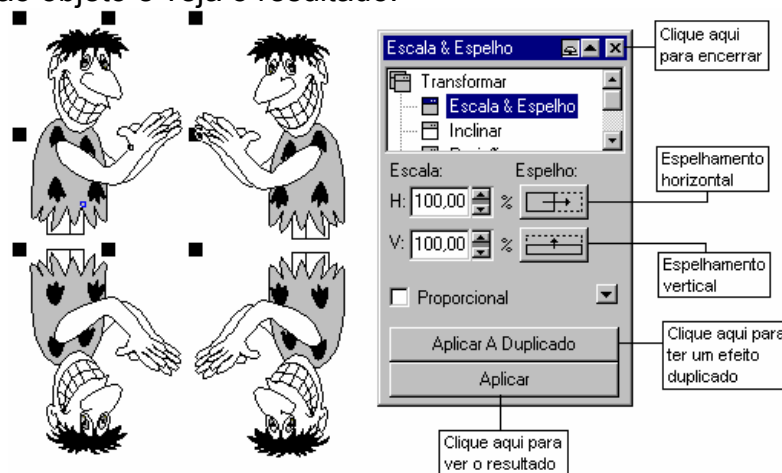 do objeto e veja o resultado.
Escala & Espelho
Clique aqui
para encerrar
Transformar
Escala & Espelho
Inclinar
Escala:
Espelho:
H: 100,00 %
Espelhamento
horizontal
V: 100,00 %
Espelhamento
vertical
Proporcional
Aplicar A Duplicado
Clique aqui para
ter um efeito
duplicado
Aplicar
Clique aqui para
ver o resultado